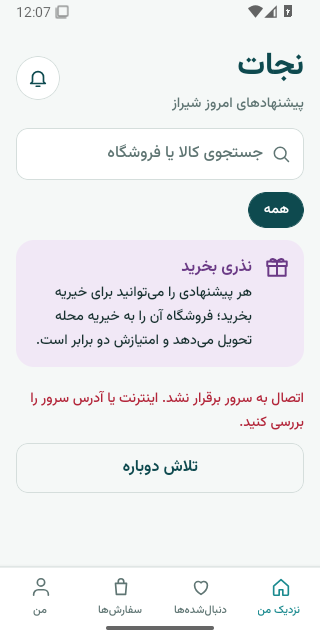 12:07
نجات
پیشنهادهای امروز شیراز
جستجوی کالا یا فروشگاه
همه
نذری بخرید
هر پیشنهادی را می‌توانید برای خیریه
بخرید؛ فروشگاه آن را به خیریه محله
تحویل می‌دهد و امتیازش دو برابر است.
اتصال به سرور برقرار نشد. اینترنت یا آدرس سرور را
بررسی کنید.
تلاش دوباره
نزدیک من
دنبال‌شده‌ها
سفارش‌ها
من